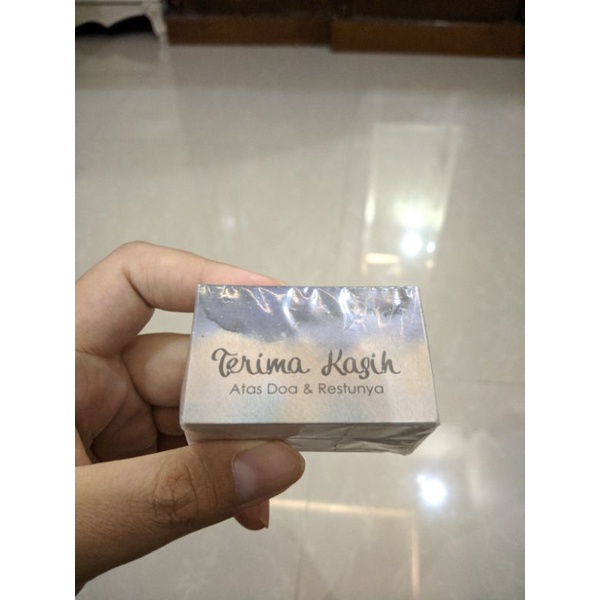 Terima Kasih
Atas Doa & Restunya